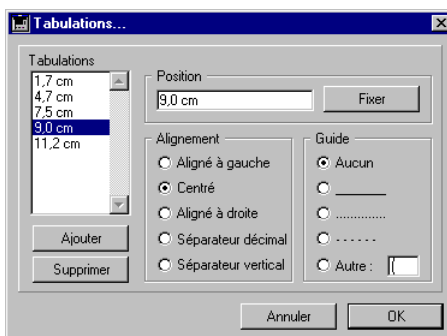 Tabulations...
Tabulations
1,7 cm
4,7 cm
7,5 cm
9,0 cm
11,2 cm
Ajouter
Supprimer
Position
9,0 cm
Fixer
Alignement
Aligné à gauche
Centré
Aligné à droite
Séparateur décimal
Séparateur vertical
Guide
Aucun
________
..............
- - - - - -
Autre :
Annuler
OK